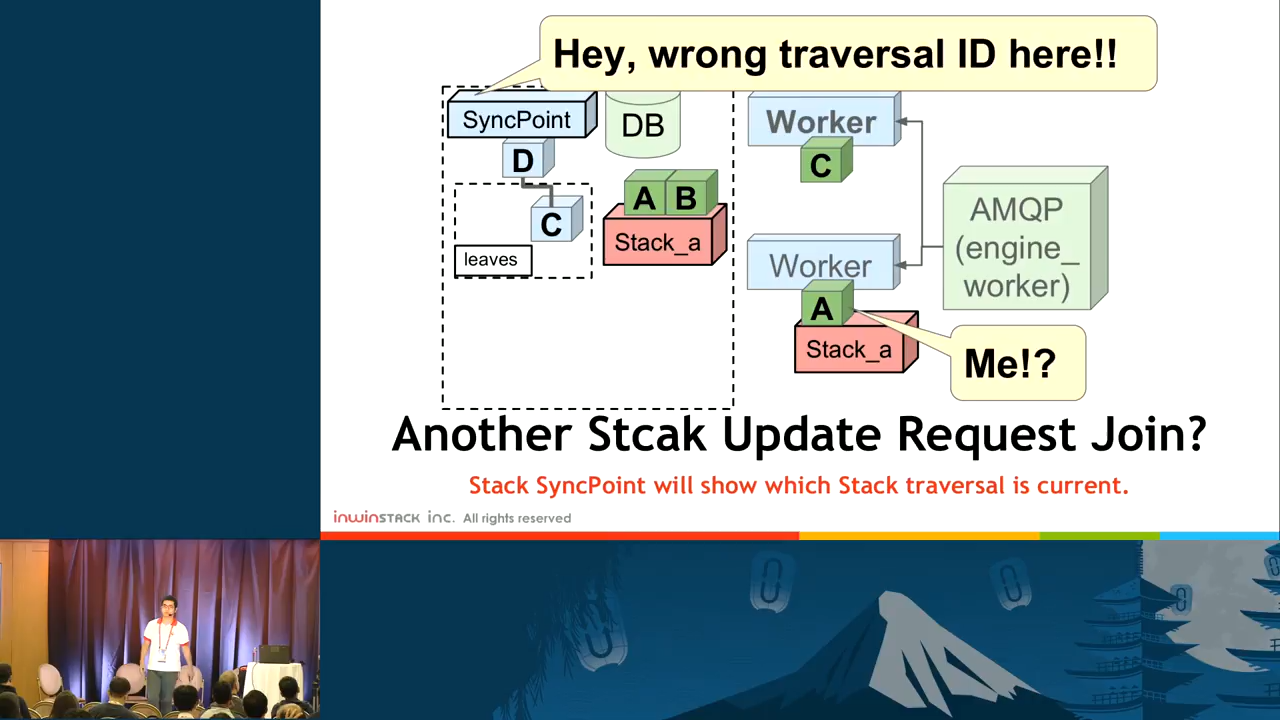 Hey, wrong traversal ID here!!
SyncPoint
DB
D
C
leaves
A
B
Stack_a
Worker
C
Worker
A
Stack_a
AMQP
(engine_
worker)
Me!?
Another Stcak Update Request Join?
Stack SyncPoint will show which Stack traversal is current.
inwinSTACK inc. All rights reserved